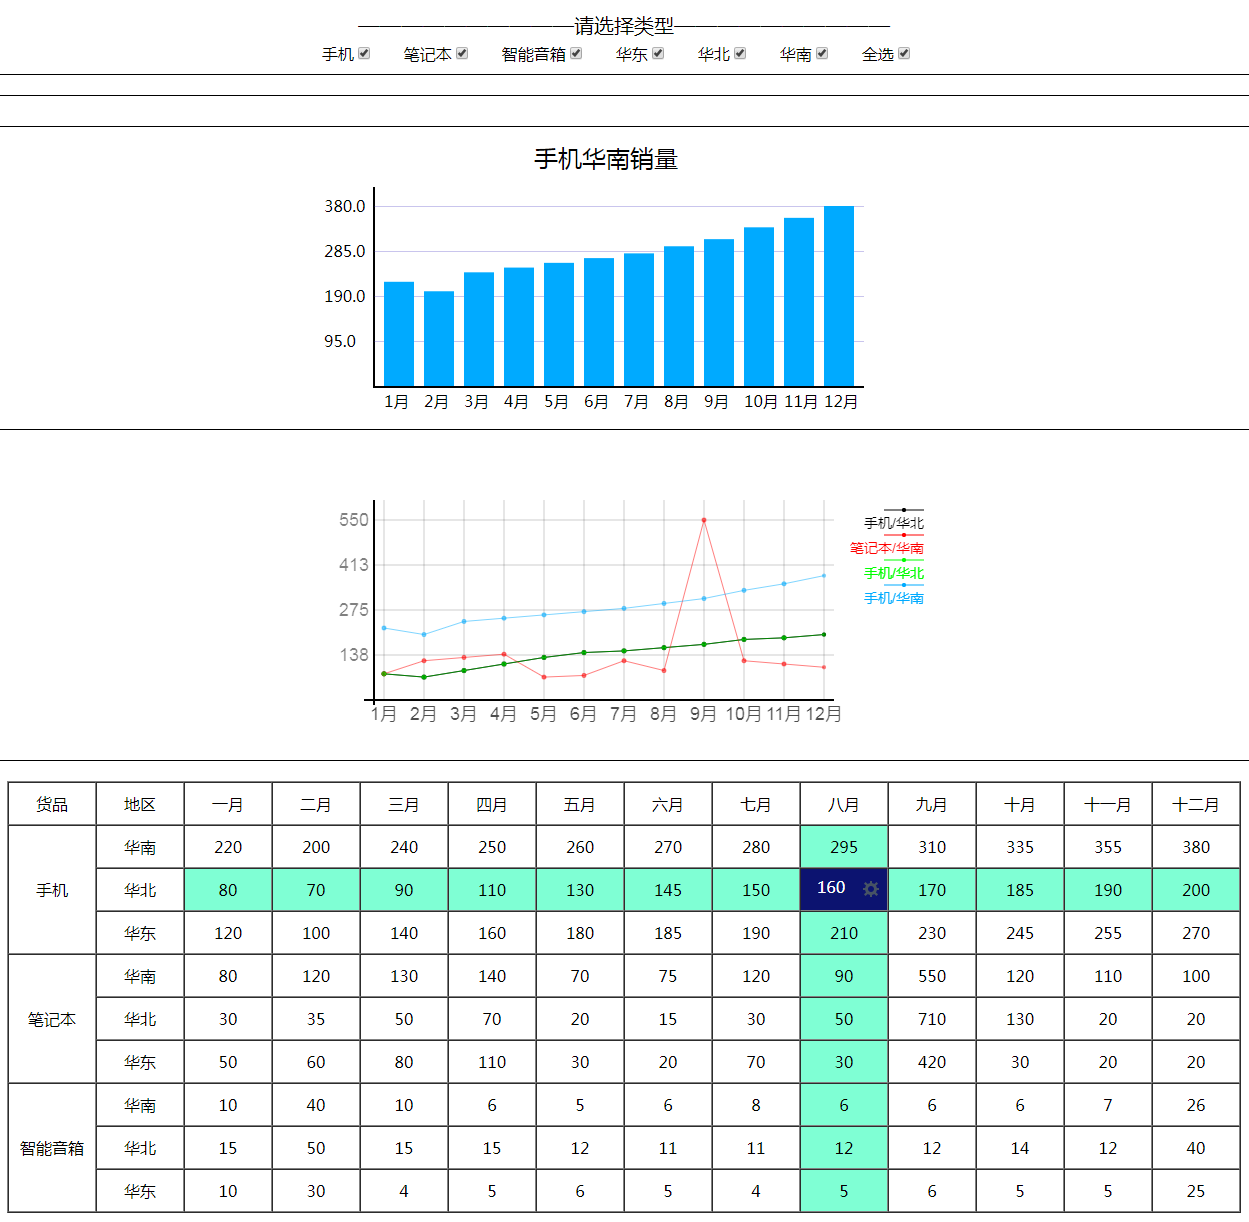 ————————————请选择类型————————————
手机 笔记本 智能音箱 华东 华北 华南 全选
手机华南销量
380.0
285.0
190.0
95.0
1月 2月 3月 4月 5月 6月 7月 8月 9月 10月 11月 12月
550
413
275
138
1月 2月 3月 4月 5月 6月 7月 8月 9月 10月 11月 12月
手机/华北
笔记本/华南
手机/华北
手机/华南
货品 地区 一月 二月 三月 四月 五月 六月 七月 八月 九月 十月 十一月 十二月
手机 华南 220 200 240 250 260 270 280 295 310 335 355 380
华北 80 70 90 110 130 145 150 160 170 185 190 200
华东 120 100 140 160 180 185 190 210 230 245 255 270
笔记本 华南 80 120 130 140 70 75 120 90 550 120 110 100
华北 30 35 50 70 20 15 30 50 710 130 20 20
华东 50 60 80 110 30 20 70 30 420 30 20 20
智能音箱 华南 10 40 10 6 5 6 8 6 6 6 7 26
华北 15 50 15 15 12 11 11 12 12 14 12 40
华东 10 30 4 5 6 5 4 5 6 5 5 25